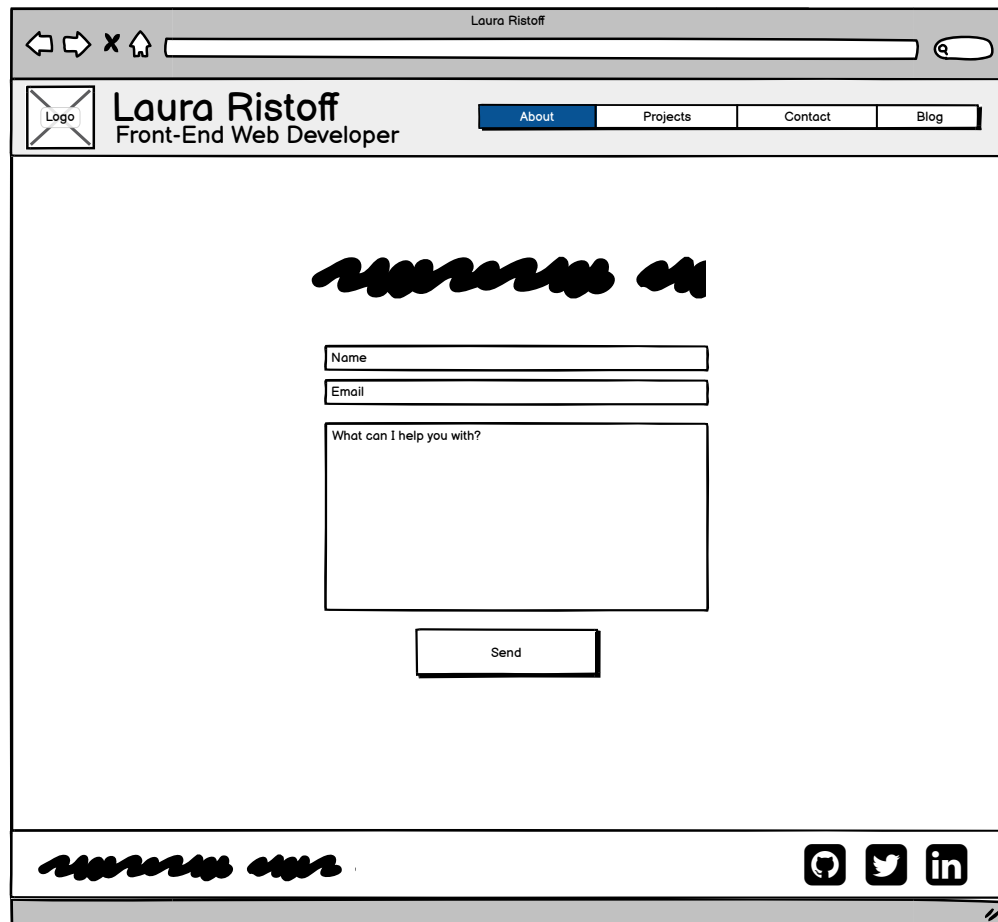 Laura Ristoff
Logo
Laura Ristoff
Front-End Web Developer
About Projects Contact Blog
Name
Email
What can I help you with?
Send
in